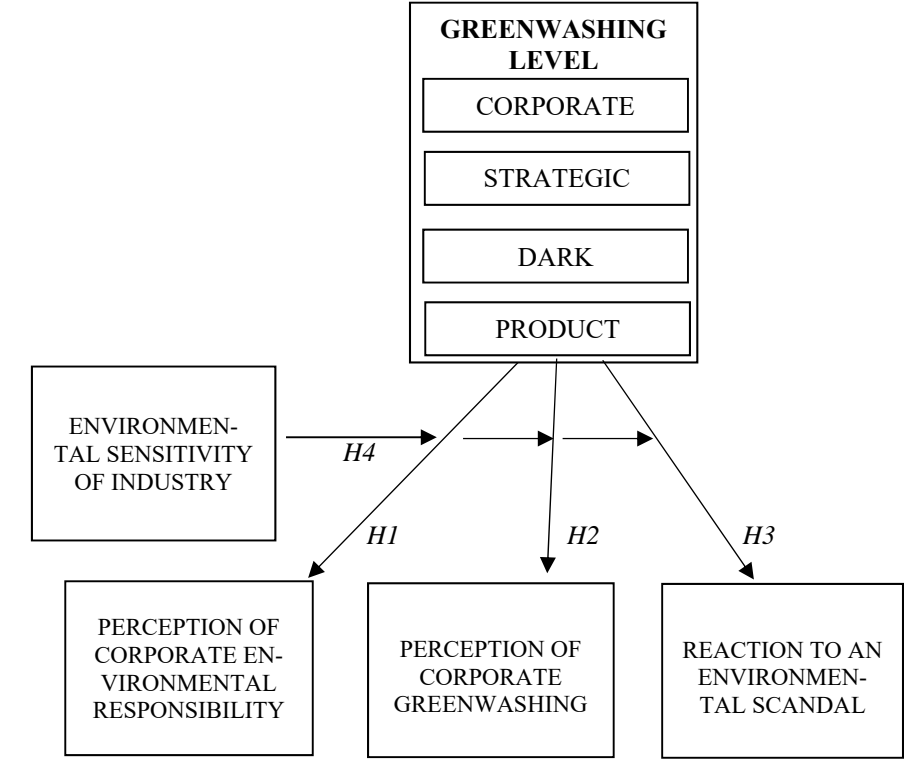 GREENWASHING
LEVEL
CORPORATE
STRATEGIC
DARK
PRODUCT
ENVIRONMEN-
TAL SENSITIVITY
OF INDUSTRY
H4
H1
H2
H3
PERCEPTION OF
CORPORATE EN-
VIRONMENTAL
RESPONSIBILITY
PERCEPTION OF
CORPORATE
GREENWASHING
REACTION TO AN
ENVIRONMEN-
TAL SCANDAL